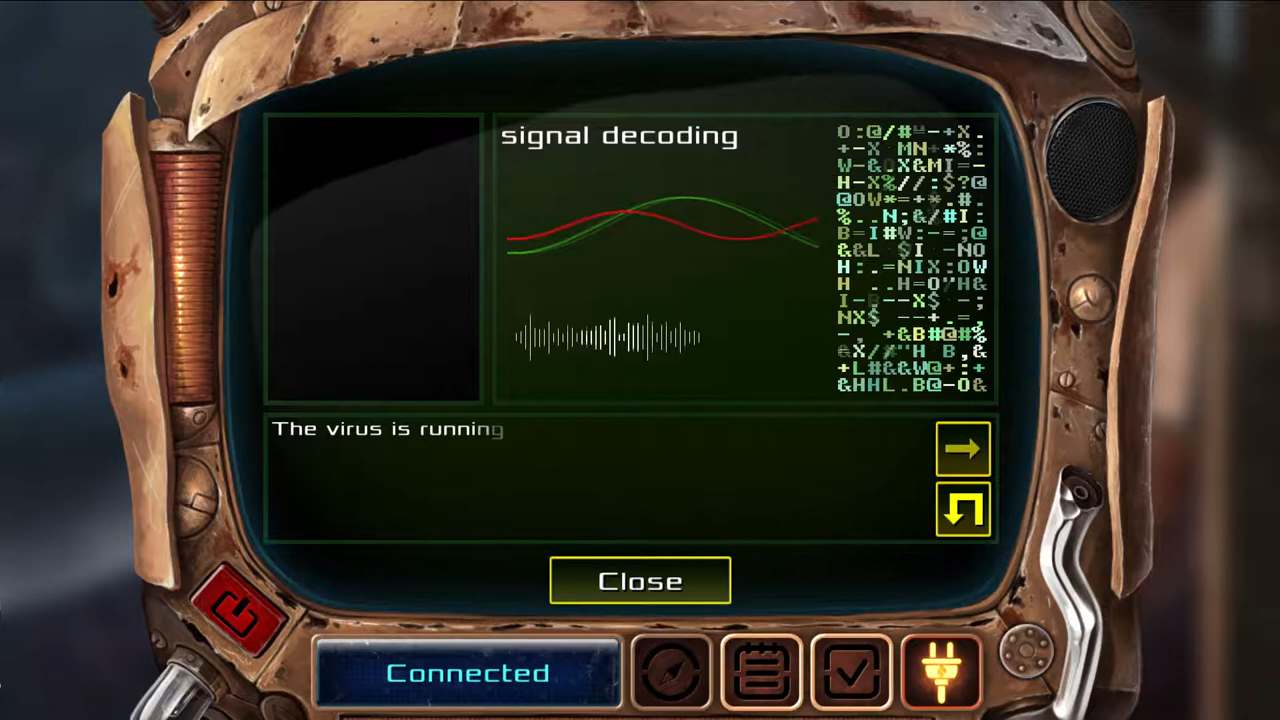 signal decoding
The virus is running
Close
Connected